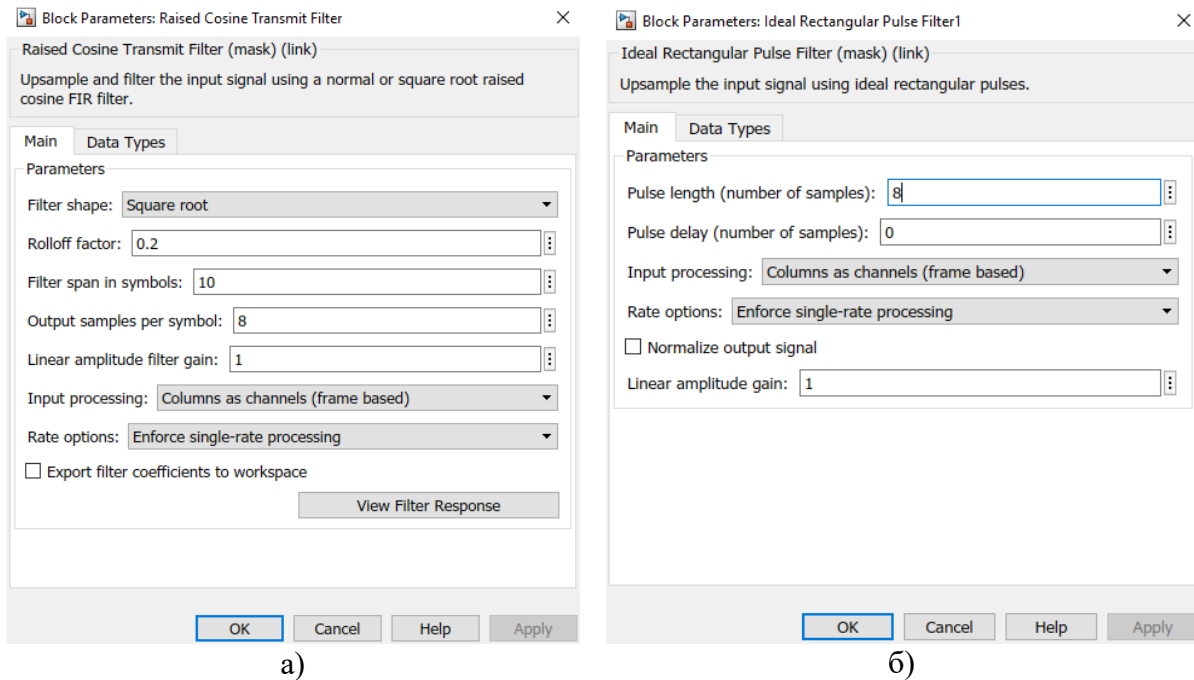 Block Parameters: Raised Cosine Transmit Filter
Raised Cosine Transmit Filter (mask) (link)
Upsample and filter the input signal using a normal or square root raised
cosine FIR filter.
Main Data Types
Parameters
Filter shape: Square root
Rolloff factor: 0.2
Filter span in symbols: 10
Output samples per symbol: 8
Linear amplitude filter gain: 1
Input processing: Columns as channels (frame based)
Rate options: Enforce single-rate processing
Export filter coefficients to workspace
View Filter Response
OK Cancel Help Apply
а)
Block Parameters: Ideal Rectangular Pulse Filter1
Ideal Rectangular Pulse Filter (mask) (link)
Upsample the input signal using ideal rectangular pulses.
Main Data Types
Parameters
Pulse length (number of samples): 8
Pulse delay (number of samples): 0
Input processing: Columns as channels (frame based)
Rate options: Enforce single-rate processing
Normalize output signal
Linear amplitude gain: 1
OK Cancel Help Apply
б)